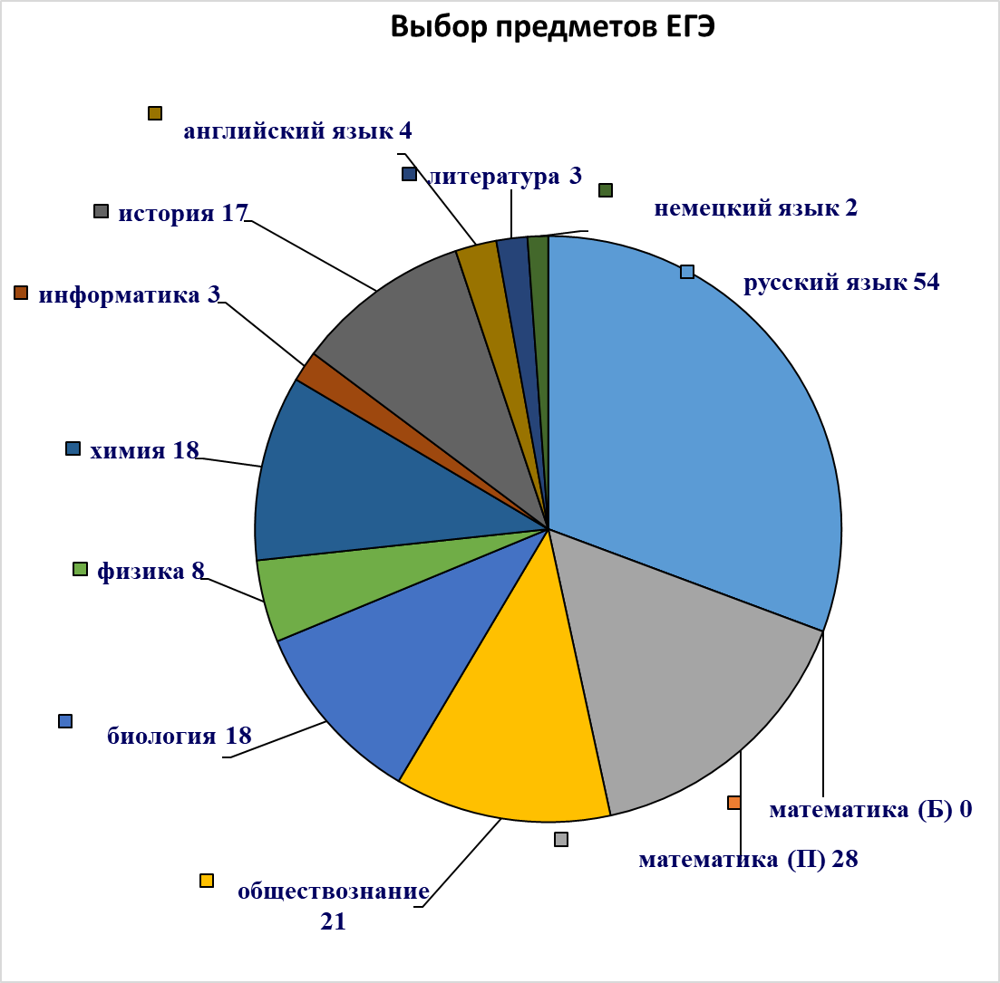 Выбор предметов ЕГЭ
английский язык 4
литература 3
немецкий язык 2
история 17
русский язык 54
информатика 3
химия 18
физика 8
биология 18
математика (Б) 0
математика (П) 28
обществознание
21